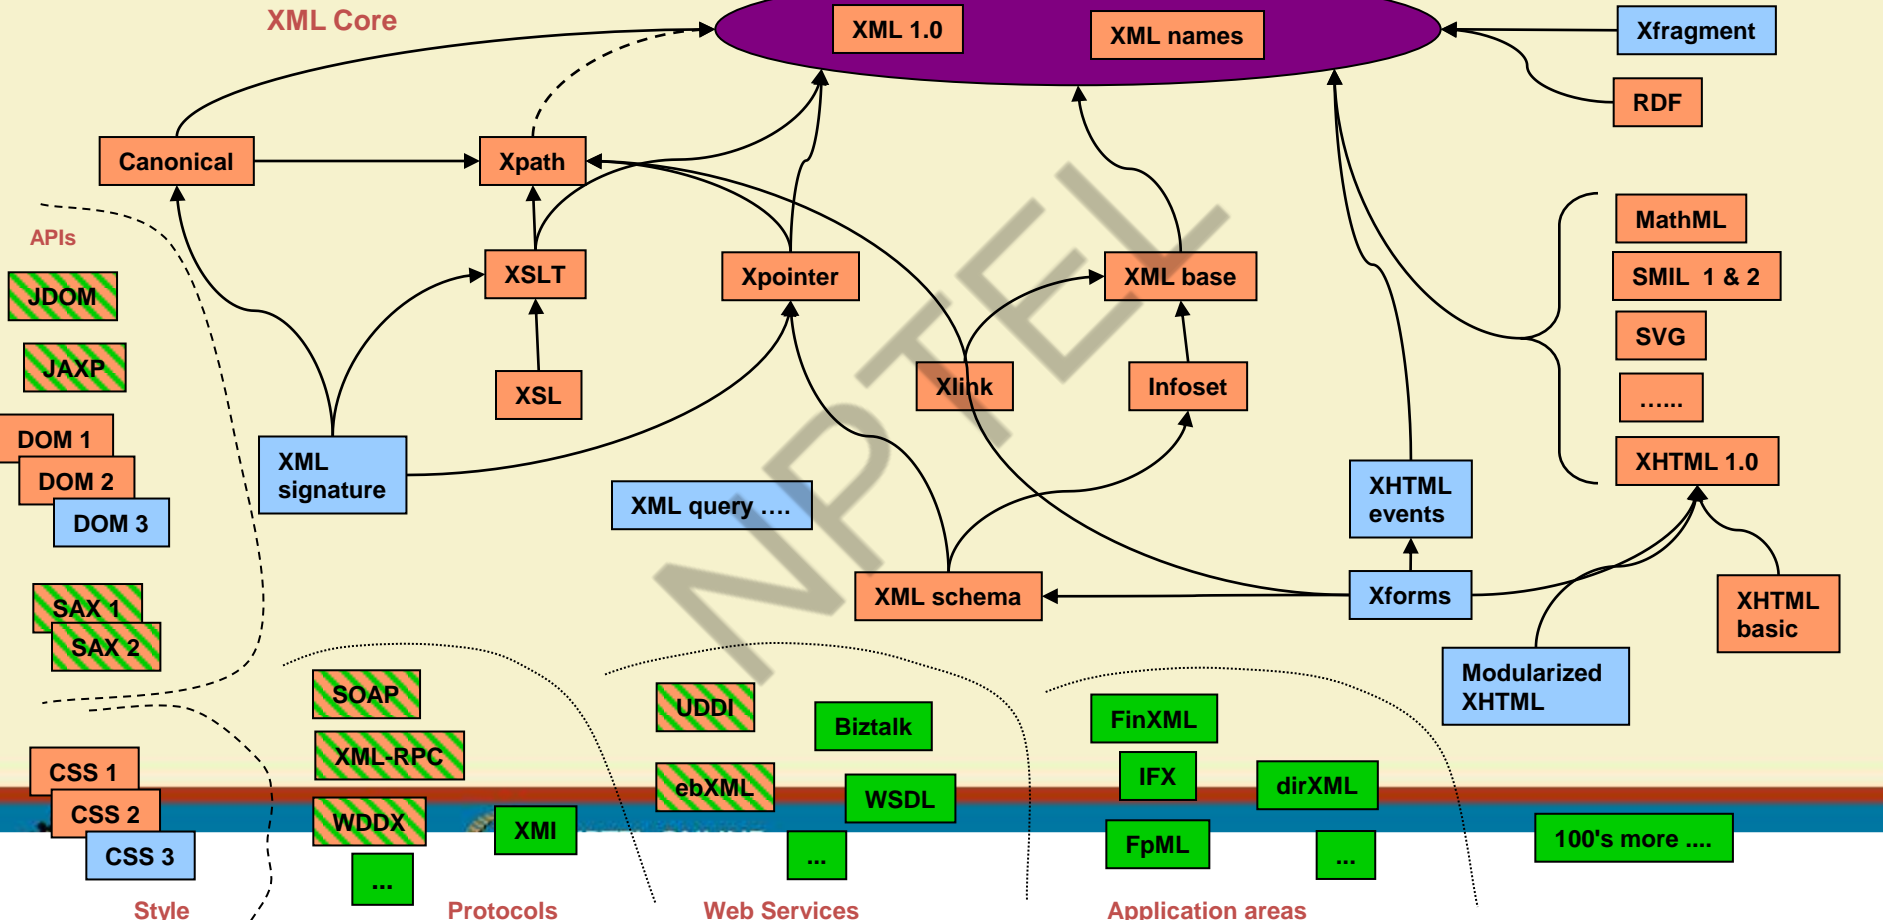 XML Core
XML 1.0
XML names
Xfragment
RDF
Canonical
Xpath
APIs
JDOM
JAXP
DOM 1
DOM 2
DOM 3
SAX 1
SAX 2
XSLT
Xpointer
XML base
MathML
SMIL 1 & 2
SVG
......
XHTML 1.0
XSL
Xlink
Infoset
XML
signature
XML query ....
XHTML
events
XML schema
Xforms
XHTML
basic
Modularized
XHTML
NPTEL
CSS 1
CSS 2
CSS 3
Style
SOAP
XML-RPC
WDDX
XMI
...
Protocols
UDDI
Biztalk
ebXML
WSDL
...
Web Services
FinXML
IFX
dirXML
FpML
...
Application areas
100's more ....